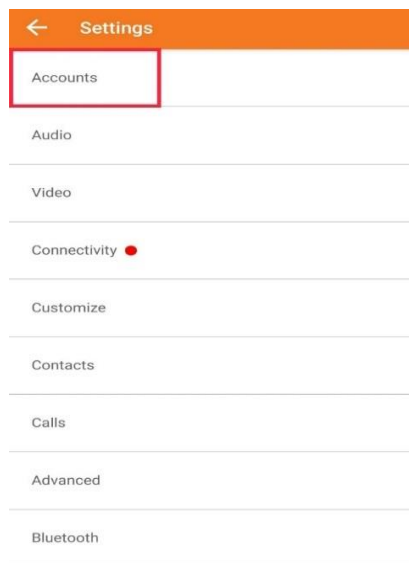 Settings
Accounts
Audio
Video
Connectivity
Customize
Contacts
Calls
Advanced
Bluetooth